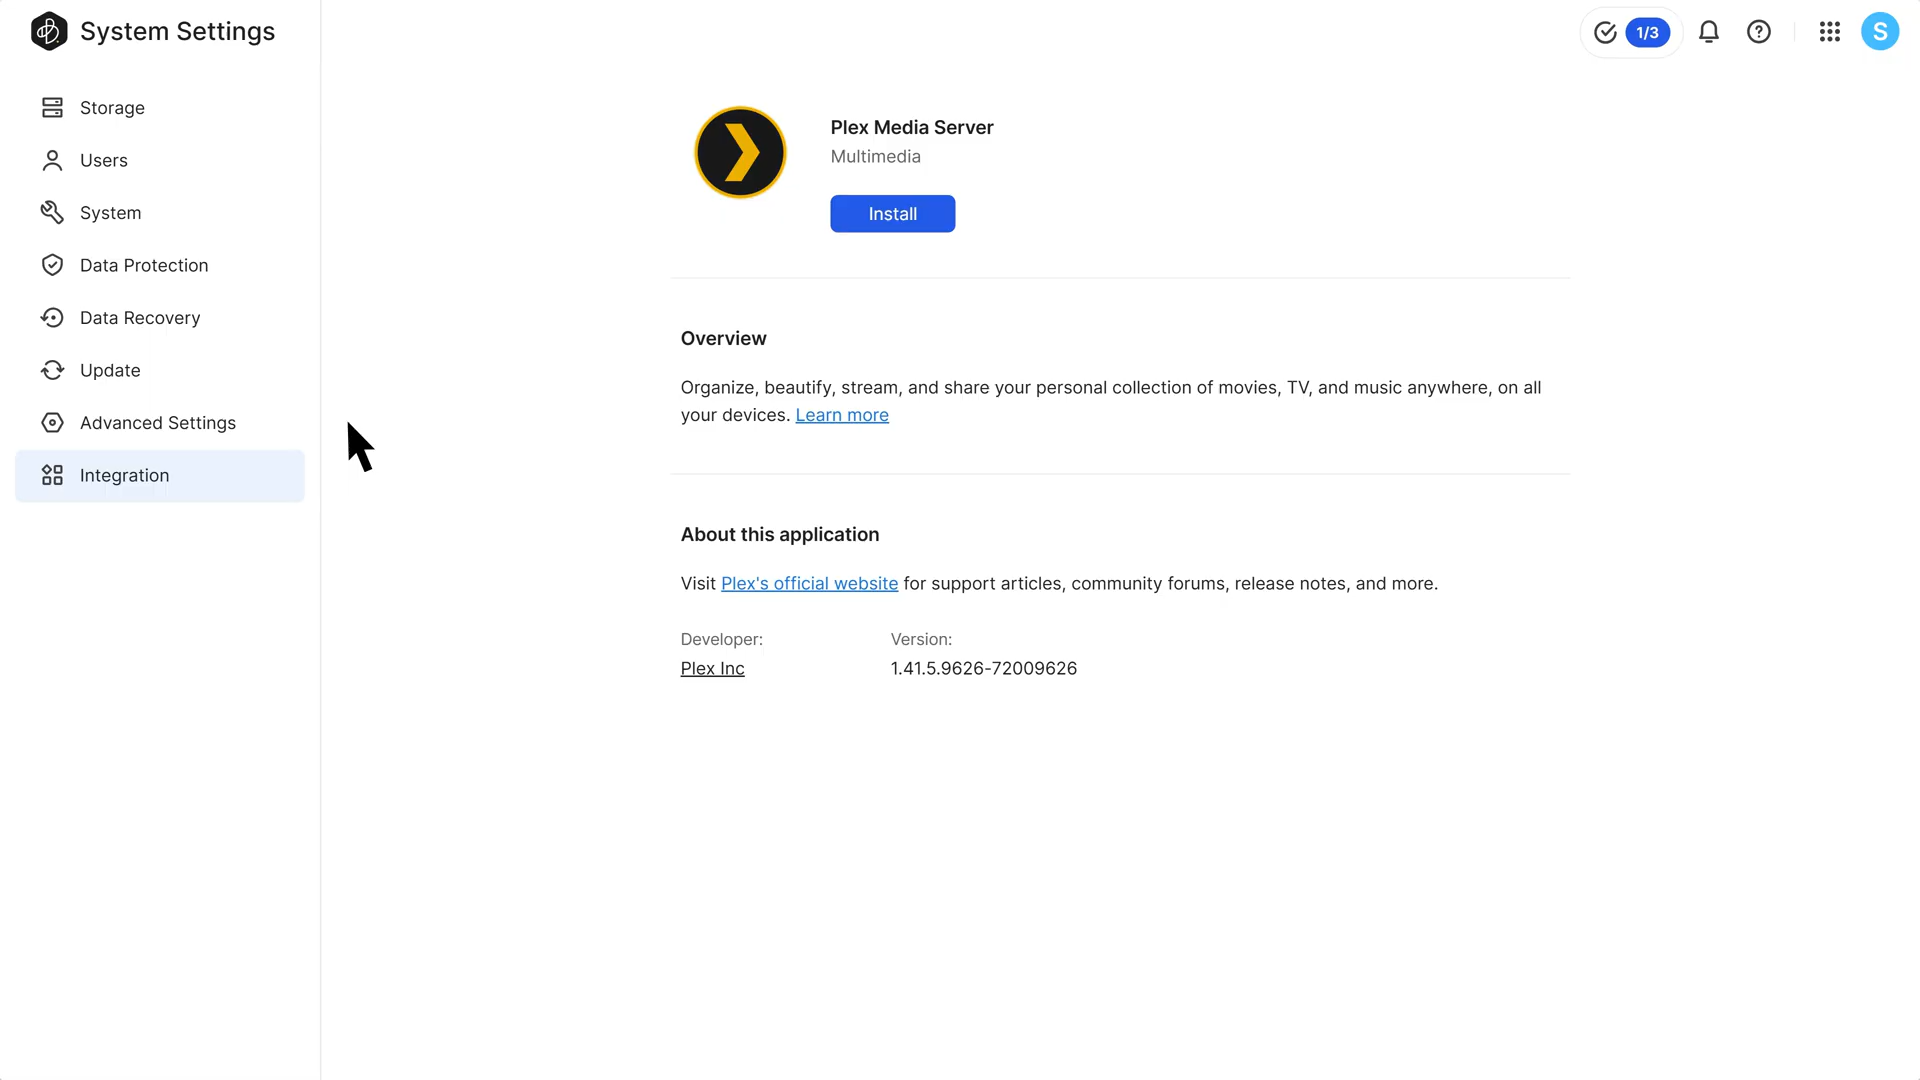 System Settings
1/3
S
Storage
Users
System
Data Protection
Data Recovery
Update
Advanced Settings
Integration
Plex Media Server
Multimedia
Install
Overview
Organize, beautify, stream, and share your personal collection of movies, TV, and music anywhere, on all
your devices. Learn more
About this application
Visit Plex's official website for support articles, community forums, release notes, and more.
Developer: Version:
Plex Inc 1.41.5.9626-72009626